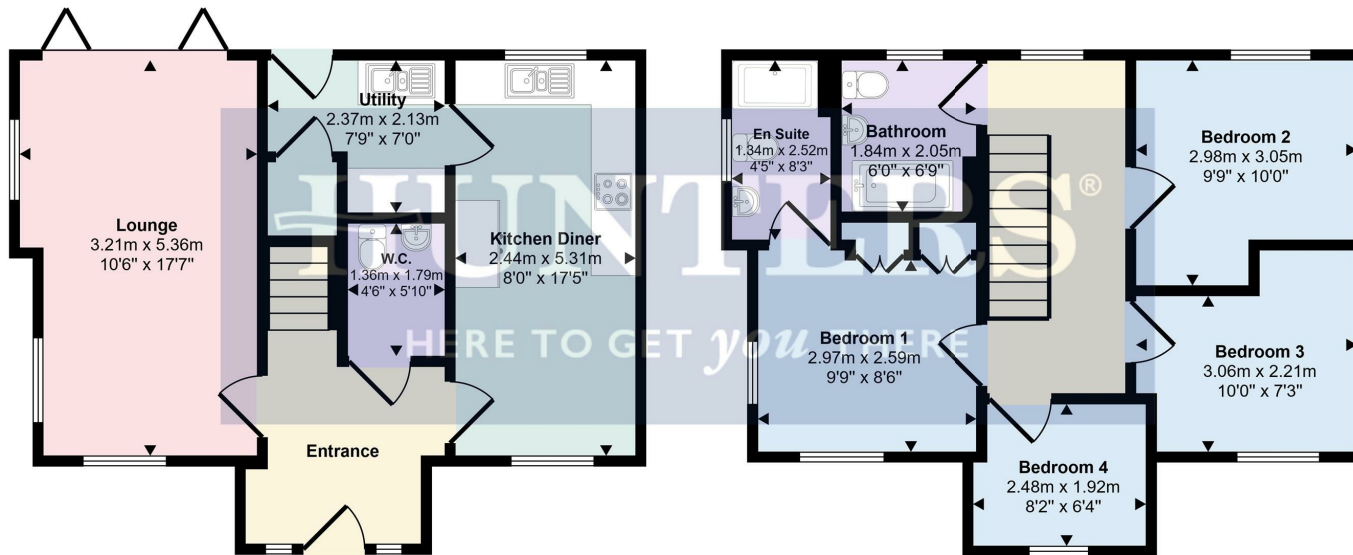 Utility
2.37m x 2.13m
7'9" x 7'0"
Lounge
3.21m x 5.36m
10'6" x 17'7"
W.C.
1.36m x 1.79m
4'6" x 5'10"
Kitchen Diner
2.44m x 5.31m
8'0" x 17'5"
Entrance
En Suite
1.34m x 2.52m
4'5" x 8'3"
Bathroom
1.84m x 2.05m
6'0" x 6'9"
Bedroom 2
2.98m x 3.05m
9'9" x 10'0"
Bedroom 1
2.97m x 2.59m
9'9" x 8'6"
Bedroom 3
3.06m x 2.21m
10'0" x 7'3"
Bedroom 4
2.48m x 1.92m
8'2" x 6'4"
HUNTERS®
HERE TO GET you THERE